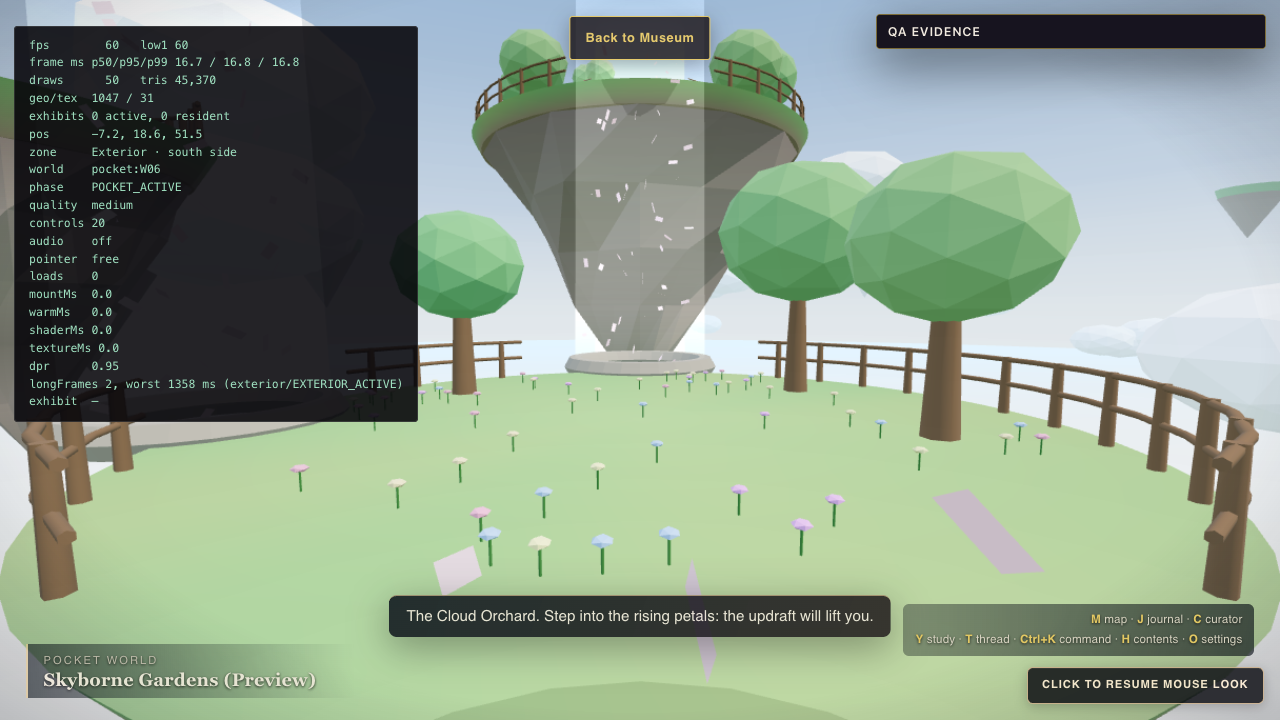 fps 60 low1 60
frame ms p50/p95/p99 16.7 / 16.8 / 16.8
draws 50 tris 45,370
geo/tex 1047 / 31
exhibits 0 active, 0 resident
pos −7.2, 18.6, 51.5
zone Exterior · south side
world pocket:W06
phase POCKET_ACTIVE
quality medium
controls 20
audio off
pointer free
loads 0
mountMs 0.0
warmMs 0.0
shaderMs 0.0
textureMs 0.0
dpr 0.95
longFrames 2, worst 1358 ms (exterior/EXTERIOR_ACTIVE)
exhibit —
Back to Museum
QA EVIDENCE
The Cloud Orchard. Step into the rising petals: the updraft will lift you.
M map · J journal · C curator
Y study · T thread · Ctrl+K command · H contents · O settings
CLICK TO RESUME MOUSE LOOK
POCKET WORLD
Skyborne Gardens (Preview)